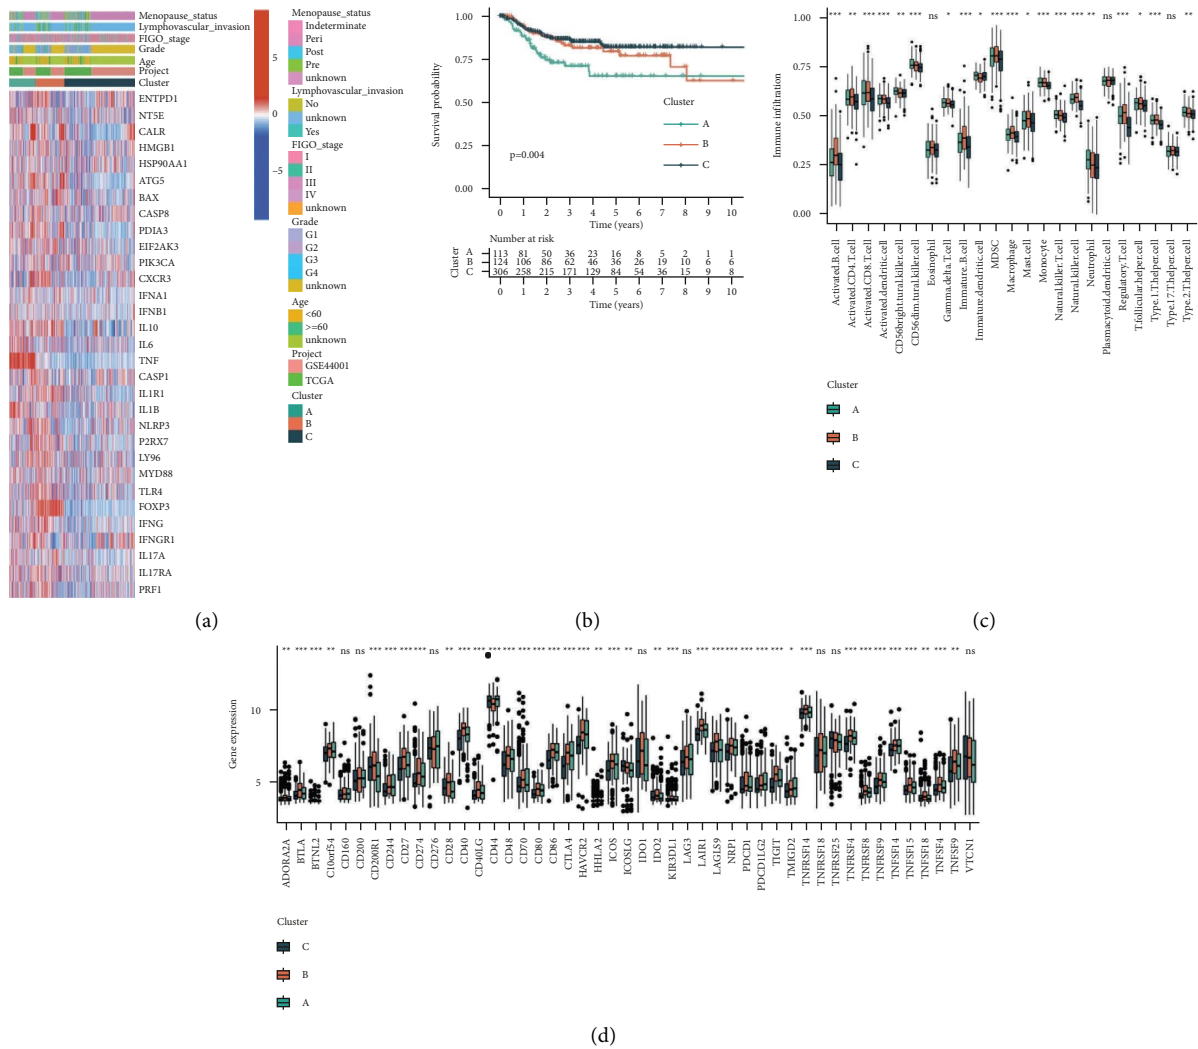 Menopause_status
Lymphovascular_invasion
FIGO_stage
Grade
Age
Project
Cluster
ENTPD1
NT5E
CALR
HMGB1
HSP90AA1
ATG5
BAX
CASP8
PDIA3
EIF2AK3
PIK3CA
CXCR3
IFNA1
IFNB1
IL10
IL6
TNF
CASP1
IL1R1
IL1B
NLRP3
P2RX7
LY96
MYD88
TLR4
FOXP3
IFNG
IFNGR1
IL17A
IL17RA
PRF1
5
0
−5
Menopause_status
Indeterminate
Peri
Post
Pre
unknown
Lymphovascular_invasion
No
unknown
Yes
FIGO_stage
I
II
III
IV
unknown
Grade
G1
G2
G3
G4
unknown
Age
<60
>=60
unknown
Project
GSE44001
TCGA
Cluster
A
B
C
(a)
Survival probability
1.00
0.75
0.50
0.25
0.00
p=0.004
Cluster
A
B
C
0 1 2 3 4 5 6 7 8 9 10
Time (years)
Number at risk
Cluster
A 113 81 50 36 23 16 8 5 2 1 1
B 124 106 86 62 46 36 26 19 10 6
C 306 258 215 171 129 84 54 36 15 9 8
0 1 2 3 4 5 6 7 8 9 10
Time (years)
(b)
Immune infiltration
1.00
0.75
0.50
0.25
0.00
*** ** *** *** ** *** ns * *** * *** *** * *** *** *** ** ns *** * *** ns **
Activated.B.cell
Activated.CD4.T.cell
Activated.CD8.T.cell
Activated.dendritic.cell
CD56bright.tural.killer.cell
CD56dim.tural.killer.cell
Eosinophil
Gamma.delta.T.cell
Immature..B.cell
Immature.dendritic.cell
MDSC
Macrophage
Mast.cell
Monocyte
Natural.killer.T.cell
Natural.killer.cell
Neutrophil
Plasmacytoid.dendritic.cell
Regulatory.T.cell
T.follicular.helper.cell
Type.1.T.helper.cell
Type.17.T.helper.cell
Type.2.T.helper.cell
Cluster
A
B
C
(c)
Gene expression
10
5
** *** *** ** ns ns *** *** *** *** ns ** *** *** *** *** *** *** *** *** *** ** *** ** ns ** *** ns *** *** *** *** *** *** * *** ns ns *** *** *** *** *** *** *** ** ns
ADORA2A
BTLA
BTNL2
C10orf54
CD160
CD200
CD200R1
CD244
CD27
CD274
CD276
CD28
CD40
CD40LG
CD44
CD48
CD70
CD80
CD86
CTLA4
HAVCR2
HHLA2
ICOS
ICOSLG
IDO1
IDO2
KIR3DL1
LAG3
LAIR1
LAGLS9
NRP1
PDCD1
PDCD1LG2
TIGIT
TMIGD2
TNFRSF14
TNFRSF18
TNFRSF25
TNFRSF4
TNFRSF8
TNFRSF9
TNFSF14
TNFSF15
TNFSF18
TNFSF4
TNFSF9
VTCN1
Cluster
C
B
A
(d)